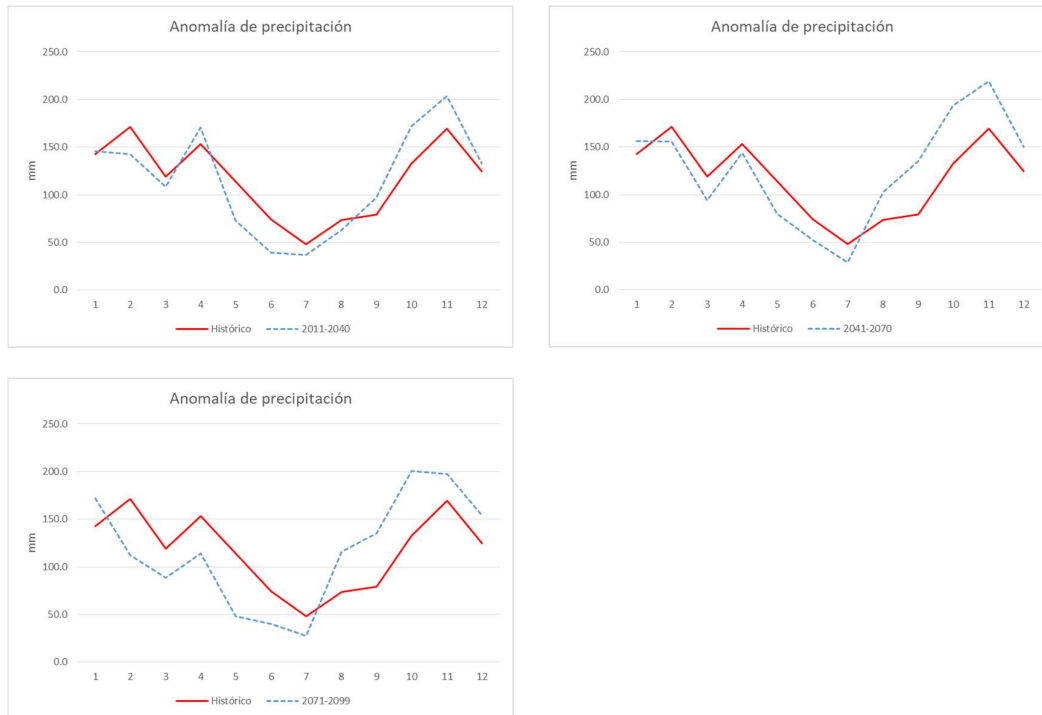 Anomalía de precipitación
250.0
200.0
150.0
100.0
50.0
0.0
mm
1 2 3 4 5 6 7 8 9 10 11 12
Histórico 2011-2040
Anomalía de precipitación
250.0
200.0
150.0
100.0
50.0
0.0
mm
1 2 3 4 5 6 7 8 9 10 11 12
Histórico 2041-2070
Anomalía de precipitación
250.0
200.0
150.0
100.0
50.0
0.0
mm
1 2 3 4 5 6 7 8 9 10 11 12
Histórico 2071-2099